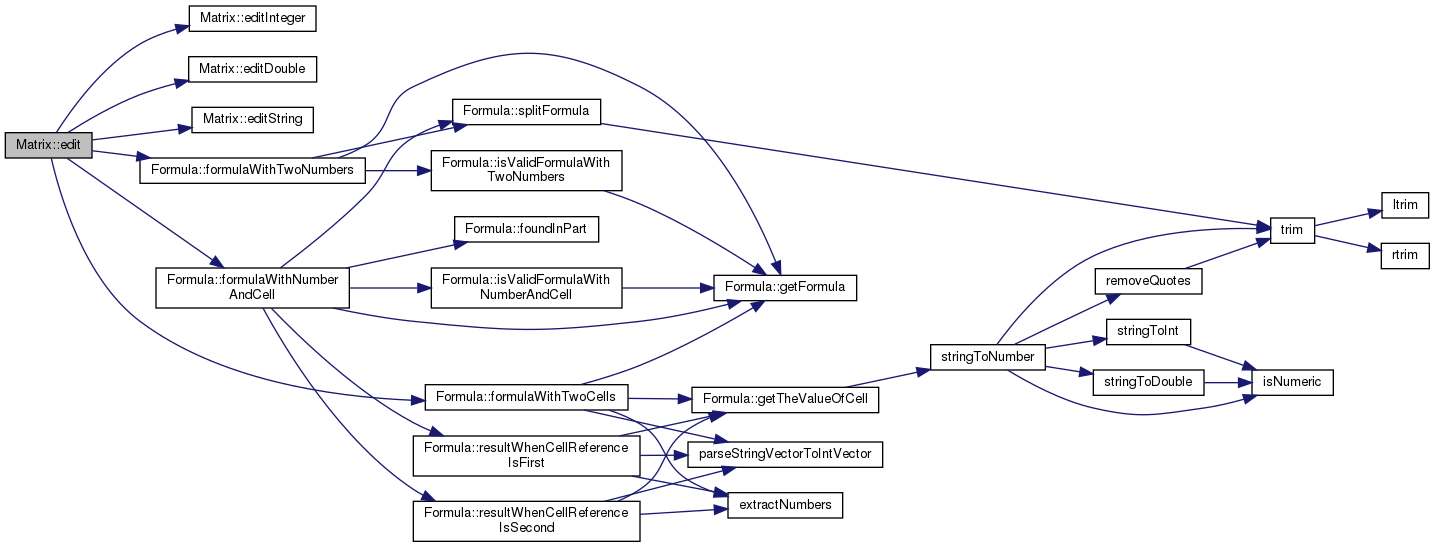 Matrix::edit
Matrix::editInteger
Matrix::editDouble
Matrix::editString
Formula::formulaWithTwoNumbers
Formula::formulaWithNumber
AndCell
Formula::splitFormula
Formula::isValidFormulaWith
TwoNumbers
Formula::foundInPart
Formula::isValidFormulaWith
NumberAndCell
Formula::formulaWithTwoCells
Formula::resultWhenCellReference
IsFirst
Formula::resultWhenCellReference
IsSecond
Formula::getFormula
Formula::getTheValueOfCell
parseStringVectorToIntVector
extractNumbers
stringToNumber
removeQuotes
stringToInt
stringToDouble
trim
isNumeric
ltrim
rtrim